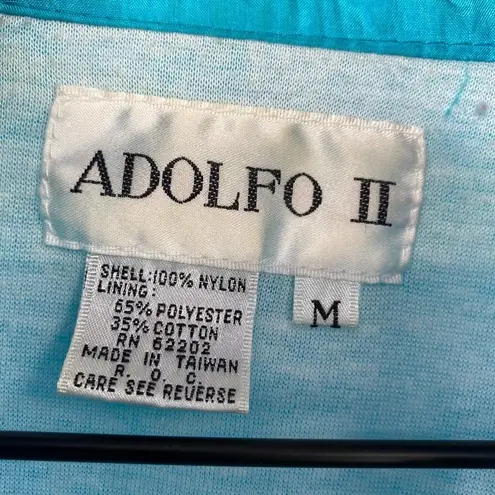 ADOLFO II
SHELL:100% NYLON
LINING:
65% POLYESTER
35% COTTON
RN 62202
MADE IN TAIWAN
R. O. C.
CARE SEE REVERSE
M